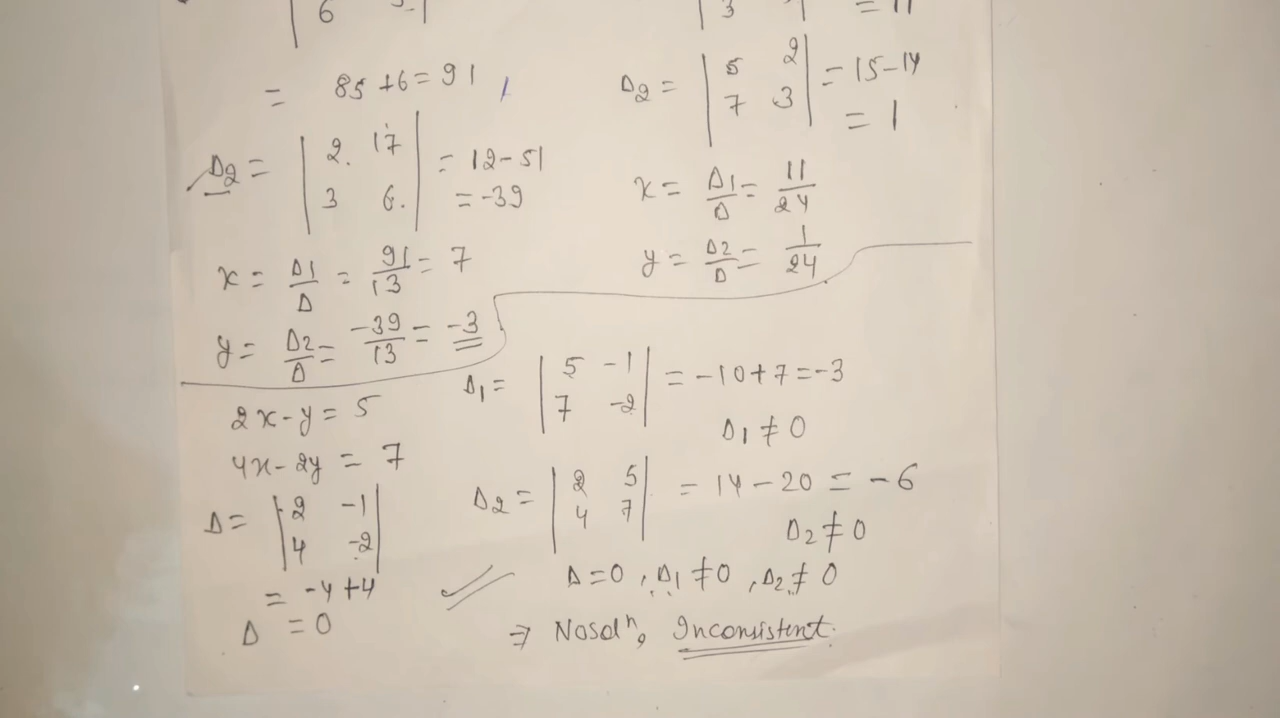 6
= 85 + 6 = 91
Δ2 = | 2. 17 | = 12 - 51
| 3 6. | = -39
x = Δ1/Δ = 91/13 = 7
y = Δ2/Δ = -39/13 = -3
3 = 11
Δ2 = | 5 2 | = 15 - 14
| 7 3 | = 1
x = Δ1/Δ = 11/24
y = Δ2/Δ = 1/24
2x - y = 5
4x - 2y = 7
Δ = | 2 -1 |
| 4 -2 |
= -4 + 4
Δ = 0
Δ1 = | 5 -1 | = -10 + 7 = -3
| 7 -2 | Δ1 ≠ 0
Δ2 = | 2 5 | = 14 - 20 = -6
| 4 7 | Δ2 ≠ 0
Δ = 0, Δ1 ≠ 0, Δ2 ≠ 0
⇒ No solⁿ, Inconsistent.